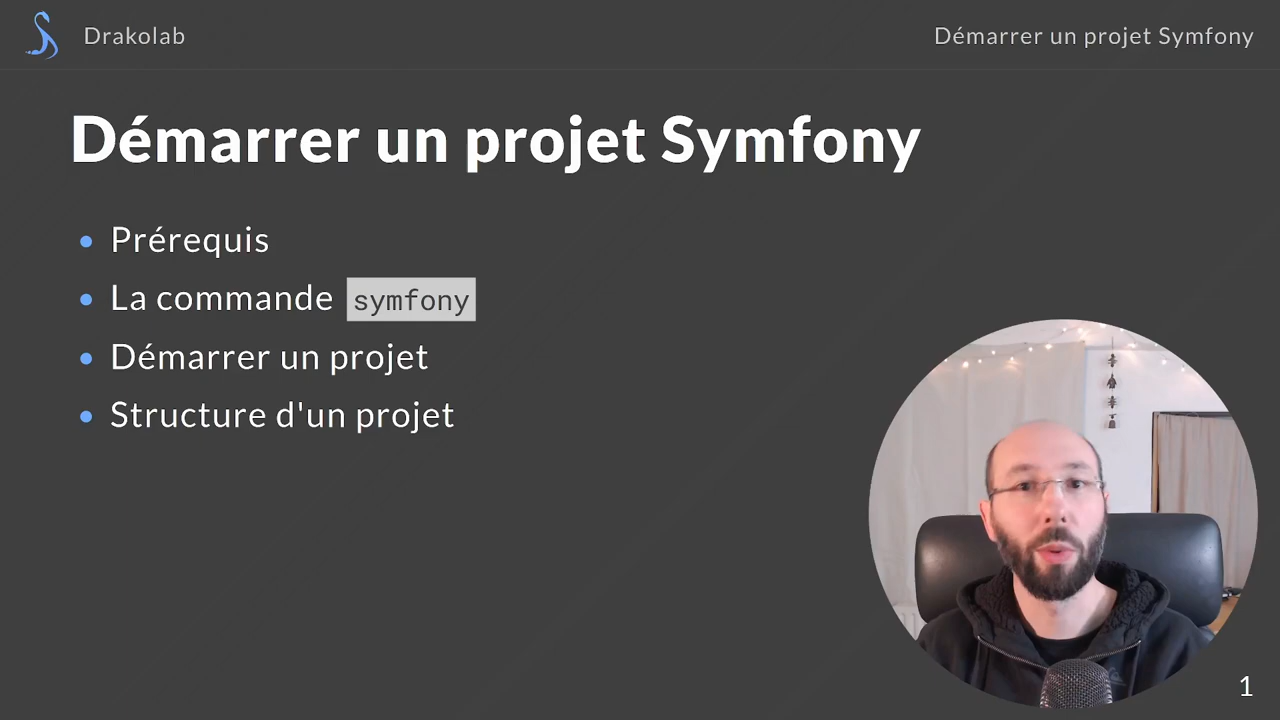 Drakolab
Démarrer un projet Symfony
Démarrer un projet Symfony
Prérequis
La commande symfony
Démarrer un projet
Structure d'un projet
1